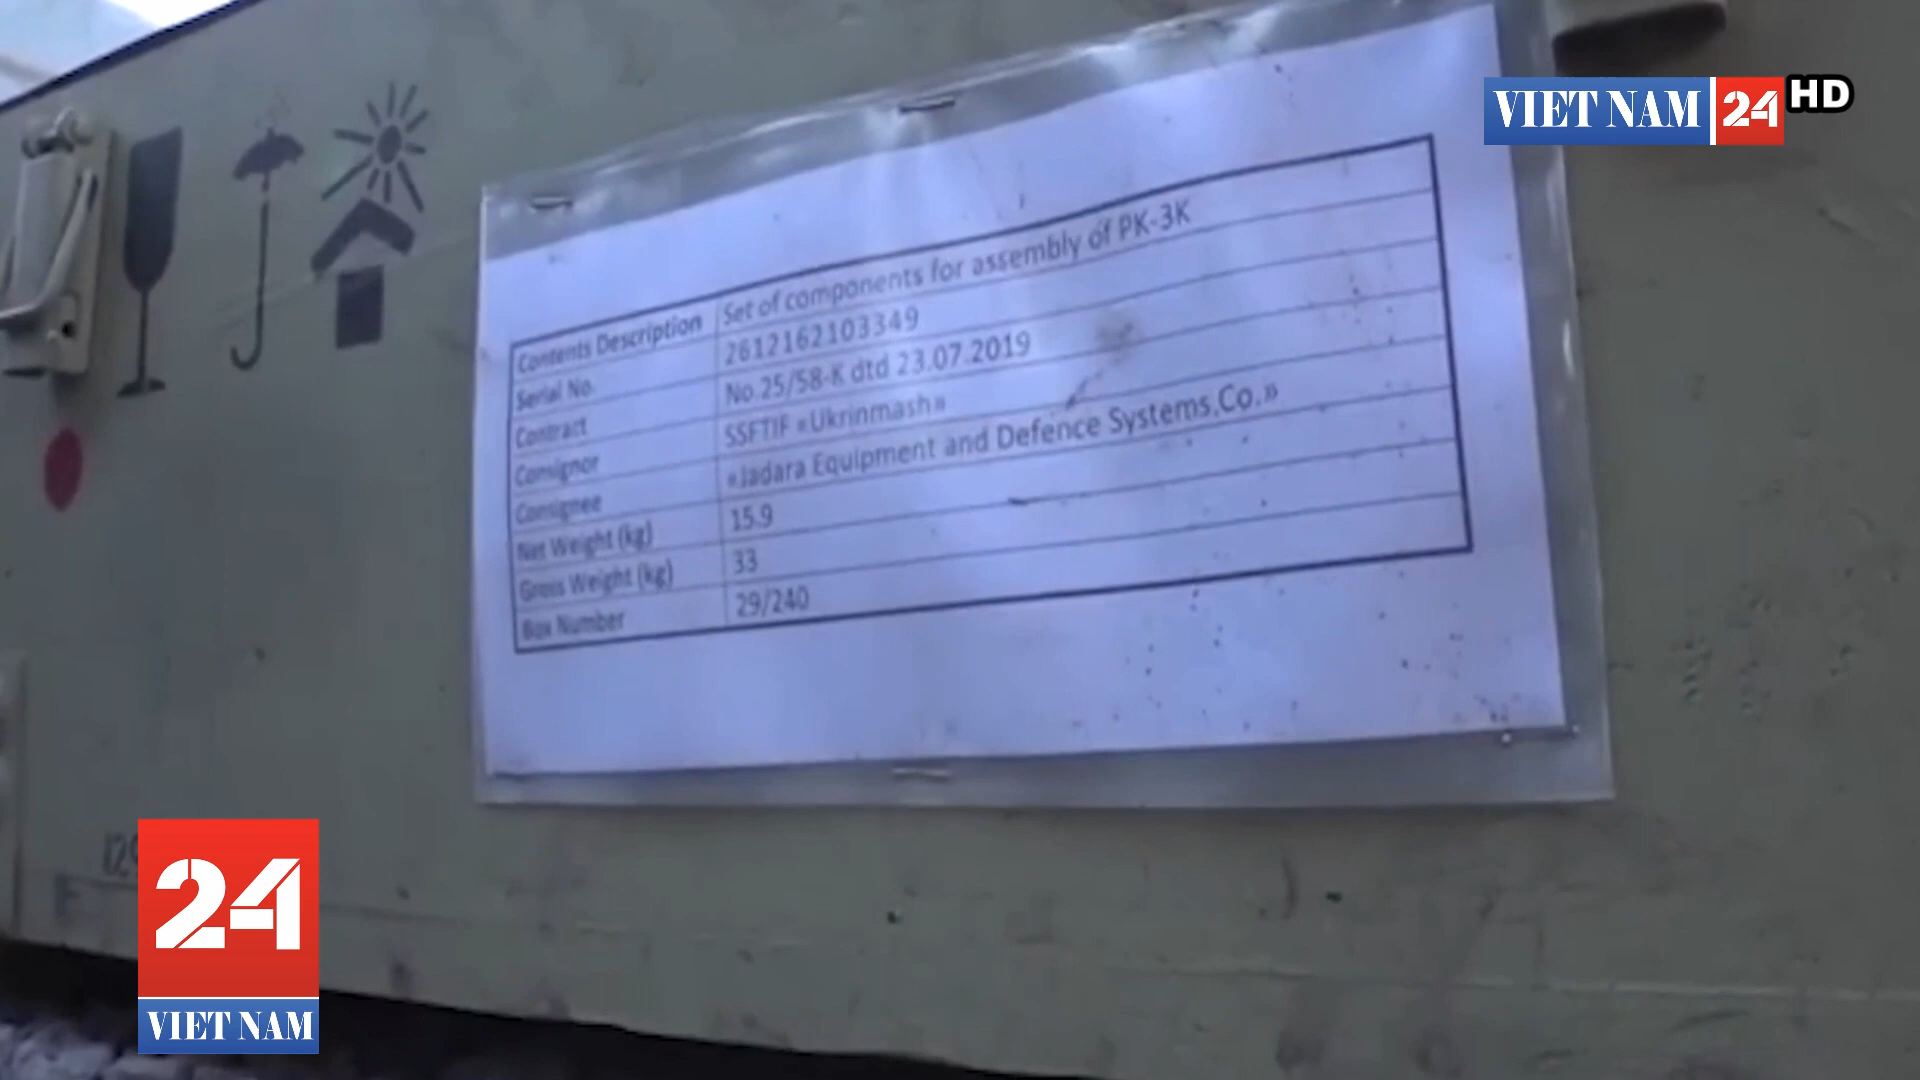 VIET NAM 24 HD
Contents Description Set of components for assembly of PK-3K
Serial No. 2612162103349
Contract No.25/58-K dtd 23.07.2019
Consignor SSFTIF «Ukrinmash»
Consignee «Jadara Equipment and Defence Systems.Co.»
Net Weight (kg) 15.9
Gross Weight (kg) 33
Box Number 29/240
24
VIET NAM